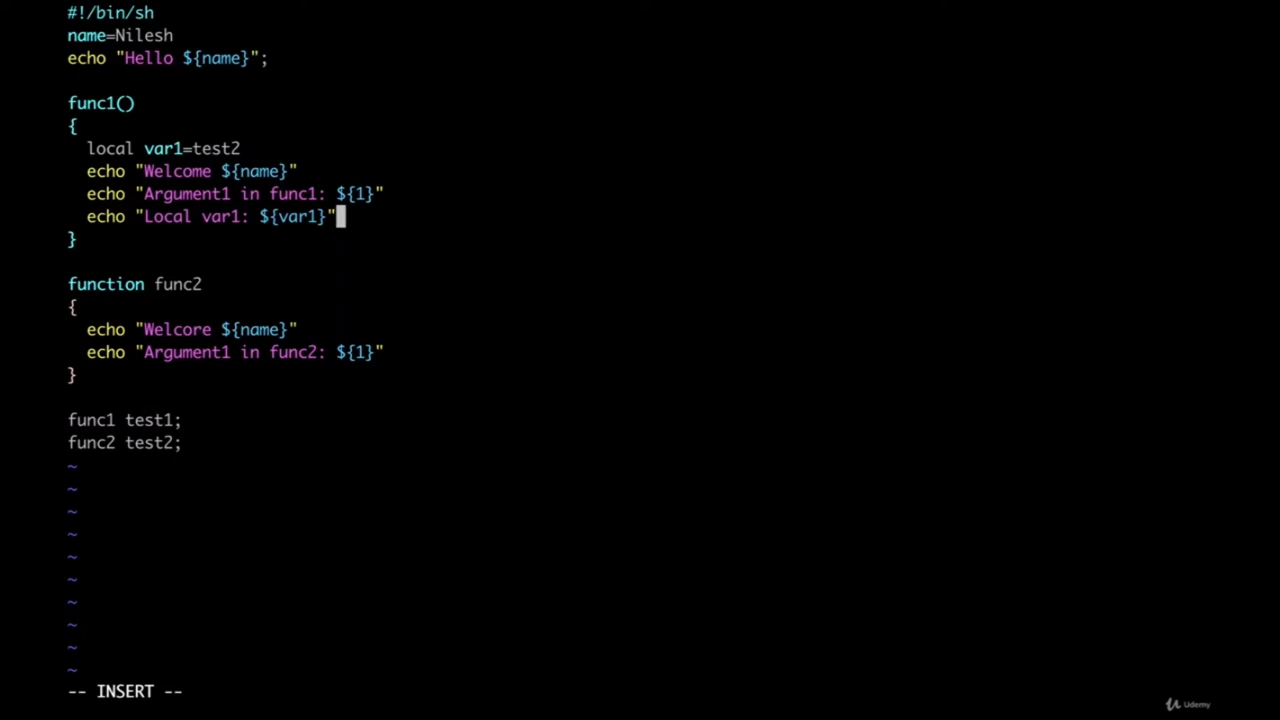 #!/bin/sh
name=Nilesh
echo "Hello ${name}";
func1()
{
  local var1=test2
  echo "Welcome ${name}"
  echo "Argument1 in func1: ${1}"
  echo "Local var1: ${var1}"
}
function func2
{
  echo "Welcore ${name}"
  echo "Argument1 in func2: ${1}"
}
func1 test1;
func2 test2;
~
~
~
~
~
~
~
~
~
~
-- INSERT --
Udemy